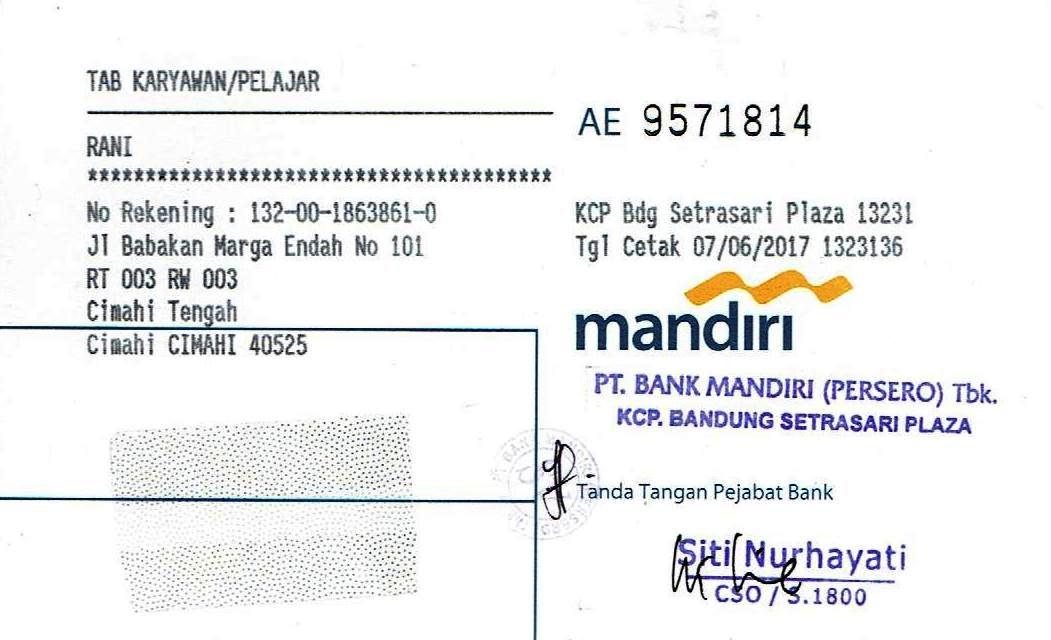 TAB KARYAWAN/PELAJAR
RANI
******************************************
No Rekening : 132-00-1863861-0
Jl Babakan Marga Endah No 101
RT 003 RW 003
Cimahi Tengah
Cimahi CIMAHI 40525
AE 9571814
KCP Bdg Setrasari Plaza 13231
Tgl Cetak 07/06/2017 1323136
mandiri
PT. BANK MANDIRI (PERSERO) Tbk.
KCP. BANDUNG SETRASARI PLAZA
Tanda Tangan Pejabat Bank
Siti Nurhayati
CSO / S.1800